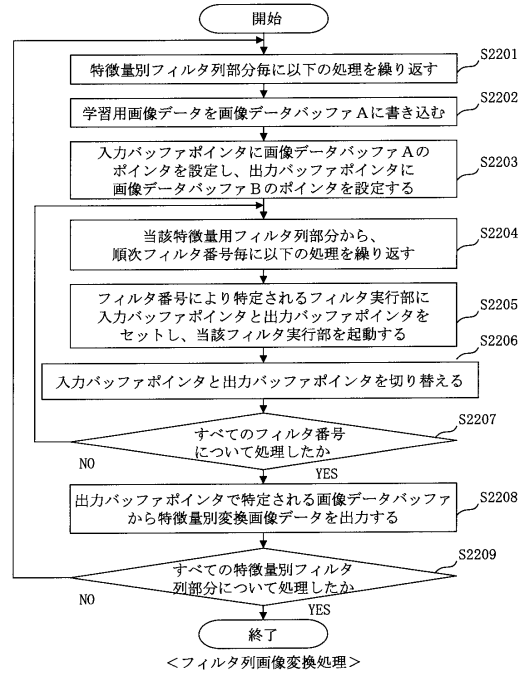 開始
S2201
特徴量別フィルタ列部分毎に以下の処理を繰り返す
S2202
学習用画像データを画像データバッファAに書き込む
S2203
入力バッファポインタに画像データバッファAの
ポインタを設定し、出力バッファポインタに
画像データバッファBのポインタを設定する
S2204
当該特徴量用フィルタ列部分から、
順次フィルタ番号毎に以下の処理を繰り返す
S2205
フィルタ番号により特定されるフィルタ実行部に
入力バッファポインタと出力バッファポインタを
セットし、当該フィルタ実行部を起動する
S2206
入力バッファポインタと出力バッファポインタを切り替える
S2207
すべてのフィルタ番号
について処理したか
NO
YES
S2208
出力バッファポインタで特定される画像データバッファ
から特徴量別変換画像データを出力する
S2209
すべての特徴量別フィルタ
列部分について処理したか
NO
YES
終了
<フィルタ列画像変換処理>